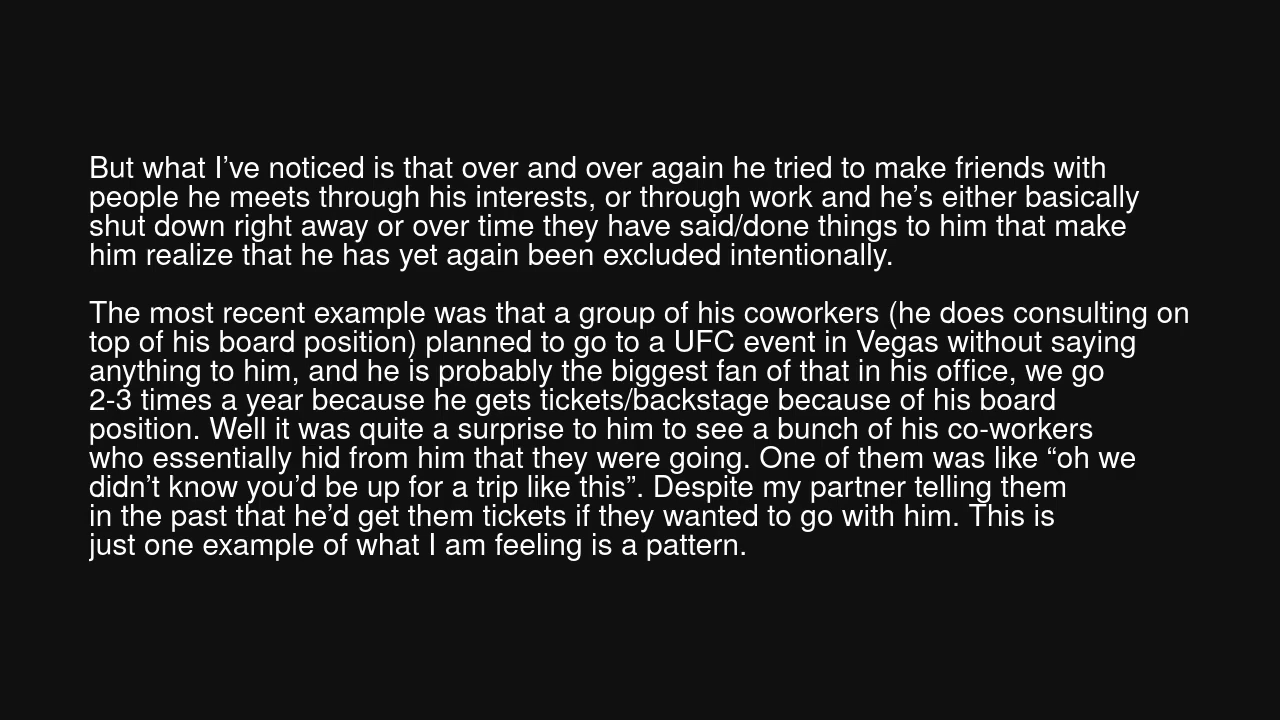 But what I’ve noticed is that over and over again he tried to make friends with
people he meets through his interests, or through work and he’s either basically
shut down right away or over time they have said/done things to him that make
him realize that he has yet again been excluded intentionally.
The most recent example was that a group of his coworkers (he does consulting on
top of his board position) planned to go to a UFC event in Vegas without saying
anything to him, and he is probably the biggest fan of that in his office, we go
2-3 times a year because he gets tickets/backstage because of his board
position. Well it was quite a surprise to him to see a bunch of his co-workers
who essentially hid from him that they were going. One of them was like “oh we
didn’t know you’d be up for a trip like this”. Despite my partner telling them
in the past that he’d get them tickets if they wanted to go with him. This is
just one example of what I am feeling is a pattern.